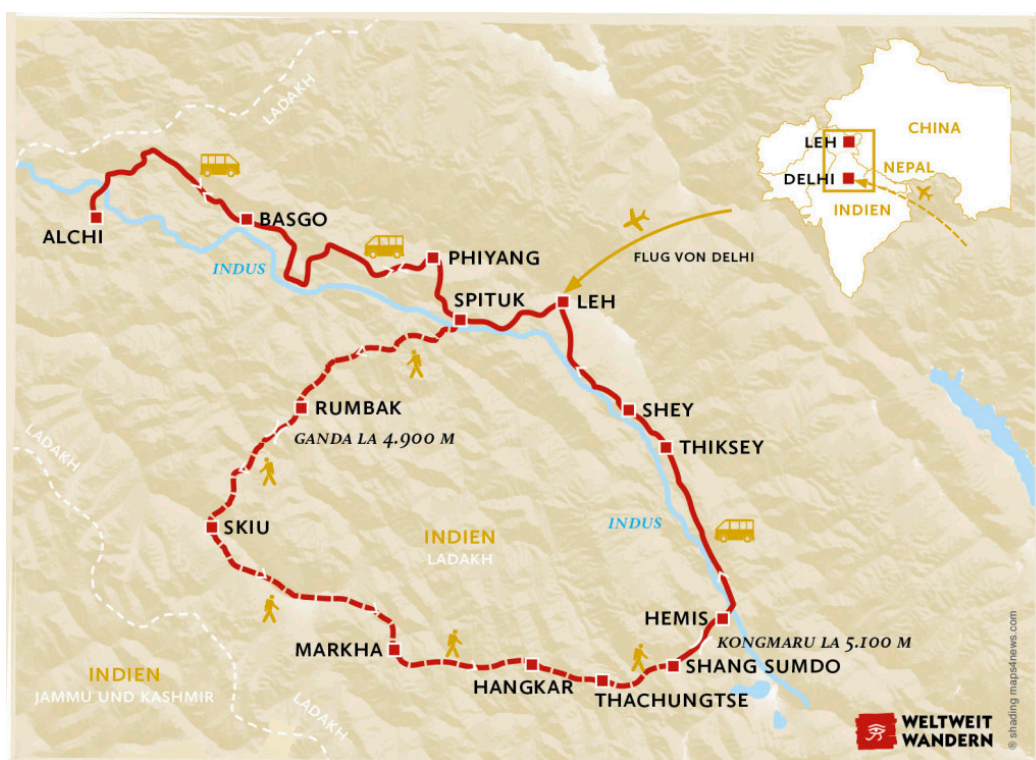 LADAKH
CHINA
LEH
NEPAL
DELHI
INDIEN
ALCHI
BASGO
INDUS
PHIYANG
FLUG VON DELHI
SPITUK
LEH
RUMBAK
GANDA LA 4.900 M
SHEY
THIKSEY
LADAKH
SKIU
INDIEN
LADAKH
INDUS
HEMIS
KONGMARU LA 5.100 M
MARKHA
SHANG SUMDO
HANGKAR
THACHUNGTSE
INDIEN
JAMMU UND KASHMIR
LADAKH
WELTWEIT
WANDERN
® shading maps4news.com